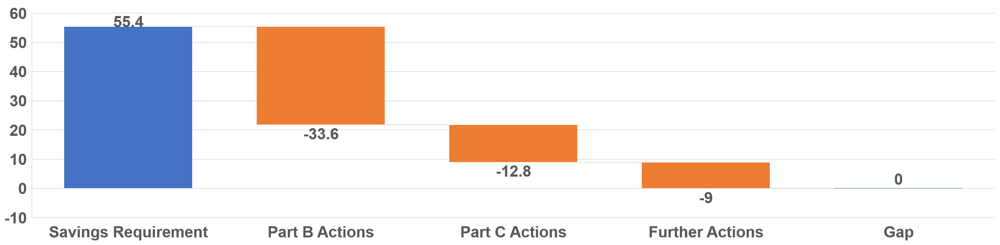 60
50
40
30
20
10
0
-10
55.4
-33.6
-12.8
-9
0
Savings Requirement
Part B Actions
Part C Actions
Further Actions
Gap